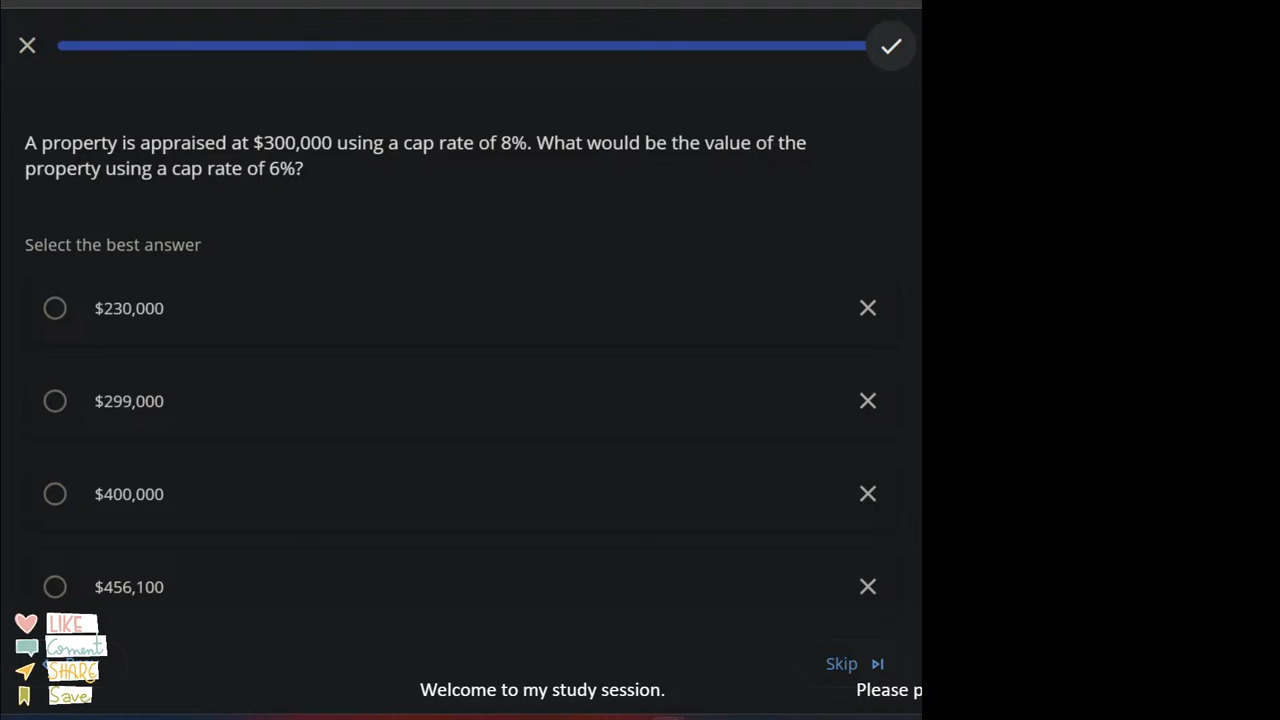 A property is appraised at $300,000 using a cap rate of 8%. What would be the value of the
property using a cap rate of 6%?
Select the best answer
$230,000
$299,000
$400,000
$456,100
LIKE
Coment
SHARE
Save
Skip
Welcome to my study session.
Please p